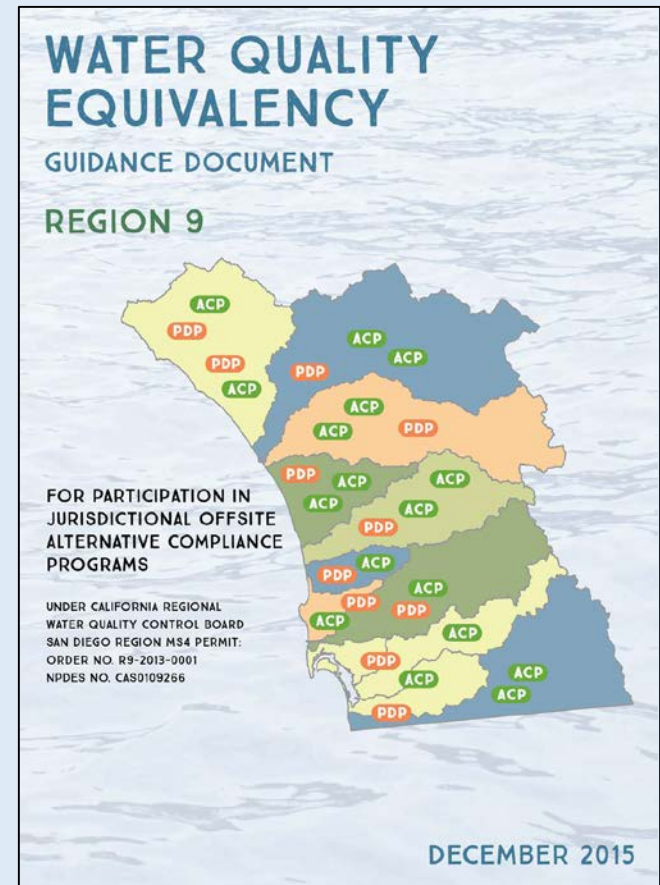 WATER QUALITY
EQUIVALENCY
GUIDANCE DOCUMENT
REGION 9
ACP
PDP
ACP
ACP
PDP
PDP
ACP
ACP
ACP
PDP
PDP
ACP
ACP
ACP
ACP
PDP
FOR PARTICIPATION IN
JURISDICTIONAL OFFSITE
ALTERNATIVE COMPLIANCE
PROGRAMS
ACP
PDP
ACP
PDP
PDP
ACP
ACP
PDP
ACP
ACP
ACP
PDP
UNDER CALIFORNIA REGIONAL
WATER QUALITY CONTROL BOARD
SAN DIEGO REGION MS4 PERMIT:
ORDER NO. R9-2013-0001
NPDES NO. CAS0109266
DECEMBER 2015